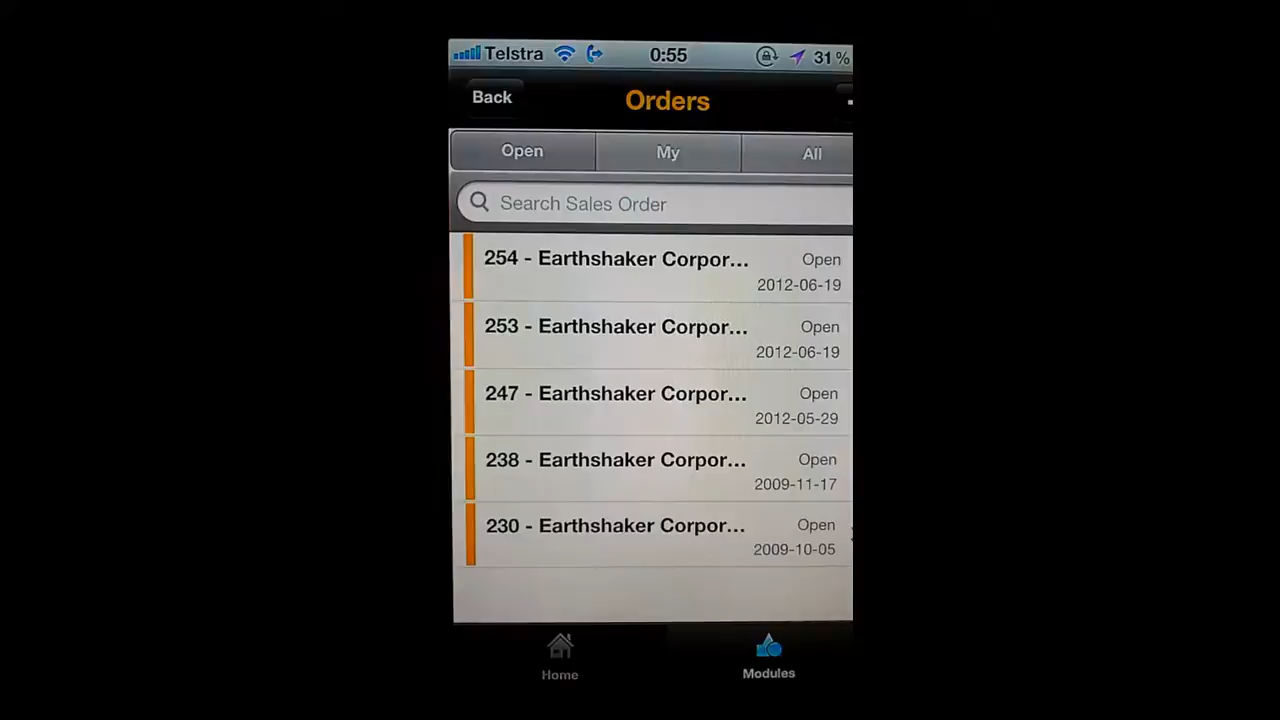 Telstra 0:55 31%
Back Orders
Open My All
Search Sales Order
254 - Earthshaker Corpor... Open
2012-06-19
253 - Earthshaker Corpor... Open
2012-06-19
247 - Earthshaker Corpor... Open
2012-05-29
238 - Earthshaker Corpor... Open
2009-11-17
230 - Earthshaker Corpor... Open
2009-10-05
Home Modules